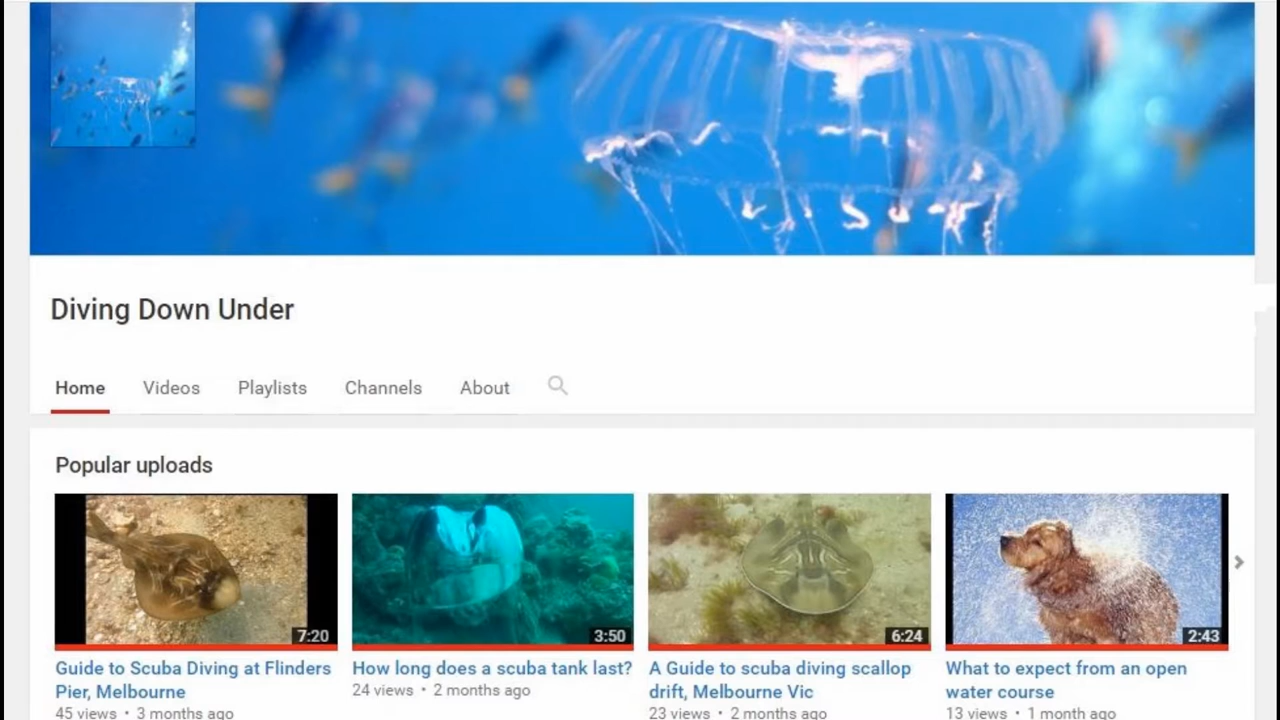 Diving Down Under
Home Videos Playlists Channels About
Popular uploads
7:20 3:50 6:24 2:43
Guide to Scuba Diving at Flinders
Pier, Melbourne
45 views • 3 months ago
How long does a scuba tank last?
24 views • 2 months ago
A Guide to scuba diving scallop
drift, Melbourne Vic
23 views • 2 months ago
What to expect from an open
water course
13 views • 1 month ago